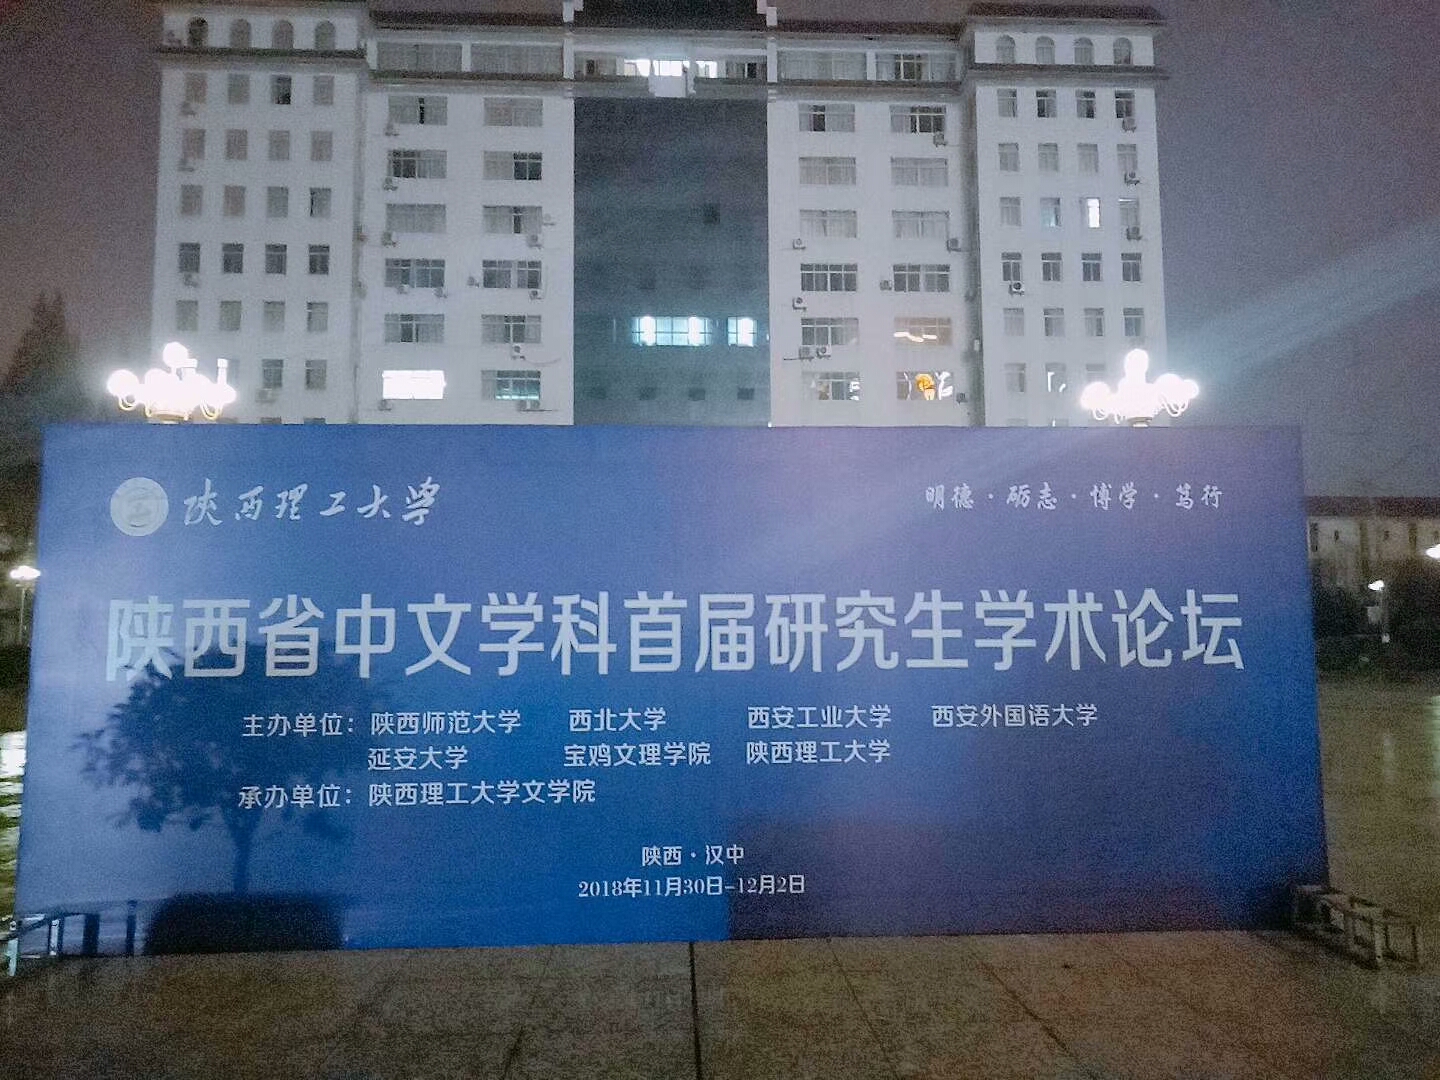 陕西理工大学
明德·砺志·博学·笃行
陕西省中文学科首届研究生学术论坛
主办单位：陕西师范大学 西北大学 西安工业大学 西安外国语大学
延安大学 宝鸡文理学院 陕西理工大学
承办单位：陕西理工大学文学院
陕西·汉中
2018年11月30日-12月2日